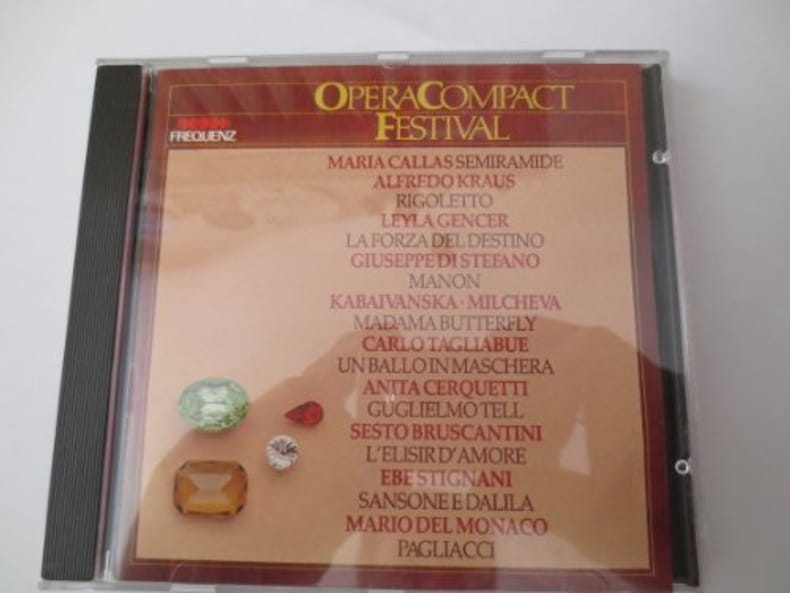 OPERACOMPACT
FESTIVAL
FREQUENZ
MARIA CALLAS SEMIRAMIDE
ALFREDO KRAUS
RIGOLETTO
LEYLA GENCER
LA FORZA DEL DESTINO
GIUSEPPE DI STEFANO
MANON
KABAIVANSKA · MILCHEVA
MADAMA BUTTERFLY
CARLO TAGLIABUE
UN BALLO IN MASCHERA
ANITA CERQUETTI
GUGLIELMO TELL
SESTO BRUSCANTINI
L'ELISIR D'AMORE
EBE STIGNANI
SANSONE E DALILA
MARIO DEL MONACO
PAGLIACCI